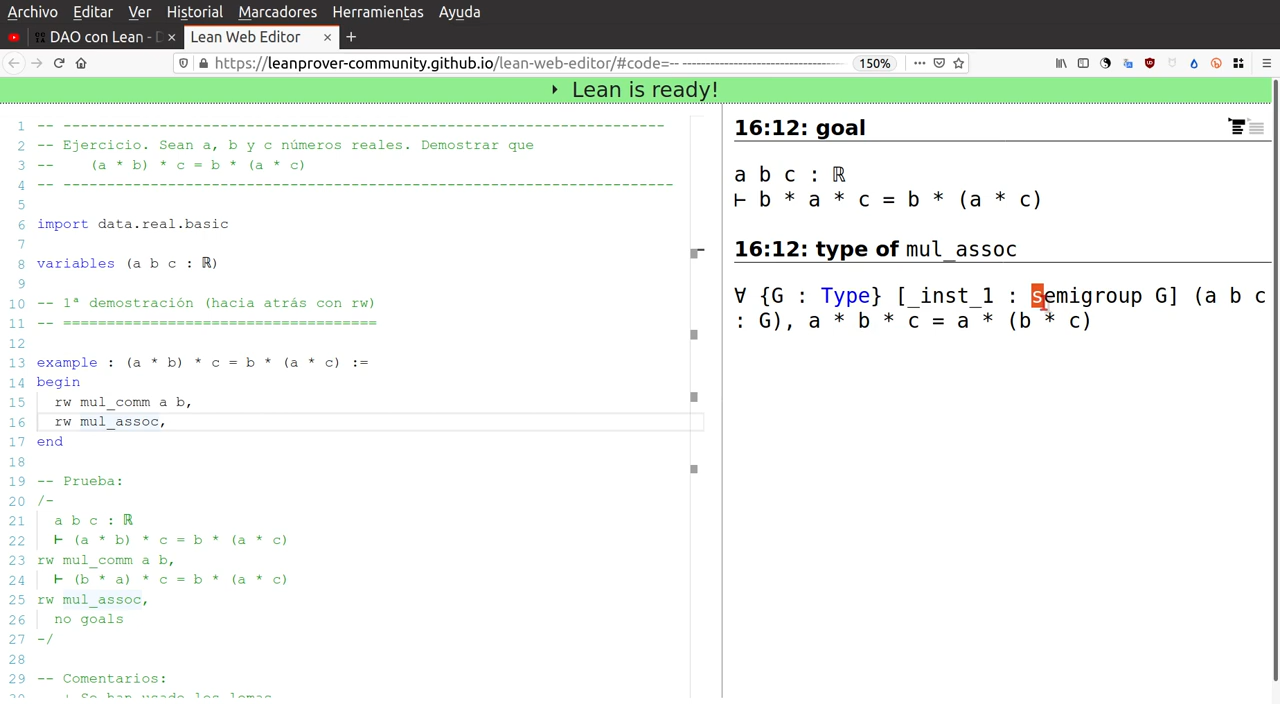 Archivo Editar Ver Historial Marcadores Herramientas Ayuda
DAO con Lean - × Lean Web Editor × +
https://leanprover-community.github.io/lean-web-editor/#code=-- 150%
Lean is ready!
1 -- ---------------------------------------------------------------------
2 -- Ejercicio. Sean a, b y c números reales. Demostrar que
3 -- (a * b) * c = b * (a * c)
4 -- ----------------------------------------------------------------------
5
6 import data.real.basic
7
8 variables (a b c : ℝ)
9
10 -- 1ª demostración (hacia atrás con rw)
11 -- ====================================
12
13 example : (a * b) * c = b * (a * c) :=
14 begin
15 rw mul_comm a b,
16 rw mul_assoc,
17 end
18
19 -- Prueba:
20 /-
21 a b c : ℝ
22 ⊢ (a * b) * c = b * (a * c)
23 rw mul_comm a b,
24 ⊢ (b * a) * c = b * (a * c)
25 rw mul_assoc,
26 no goals
27 -/
28
29 -- Comentarios:
16:12: goal
a b c : ℝ
⊢ b * a * c = b * (a * c)
16:12: type of mul_assoc
∀ {G : Type} [_inst_1 : semigroup G] (a b c
: G), a * b * c = a * (b * c)